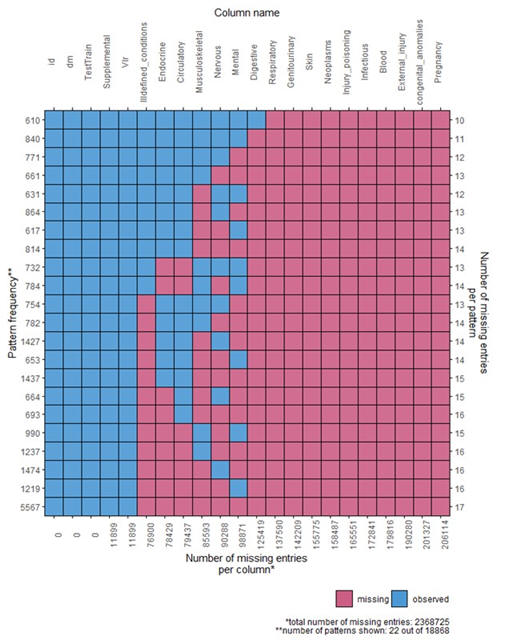 Column name
id
dm
TestTrain
Supplemental
VIr
Illdefined_conditions
Endocrine
Circulatory
Musculoskeletal
Nervous
Mental
Digestive
Respiratory
Genitourinary
Skin
Neoplasms
Injury_poisoning
Infectious
Blood
External_injury
congenital_anomalies
Pregnancy
Pattern frequency**
610
840
771
661
631
864
617
814
732
784
754
782
1427
653
1437
664
693
990
1237
1474
1219
5567
10
11
12
13
12
13
13
14
13
14
13
14
14
14
15
15
16
15
16
16
16
17
Number of missing entries
per pattern
0
0
0
11899
11899
76900
78429
79437
85593
90288
98871
125419
137590
142209
155775
158487
165551
172841
179816
190280
201327
206114
Number of missing entries
per column*
missing
observed
*total number of missing entries: 2368725
**number of patterns shown: 22 out of 18868